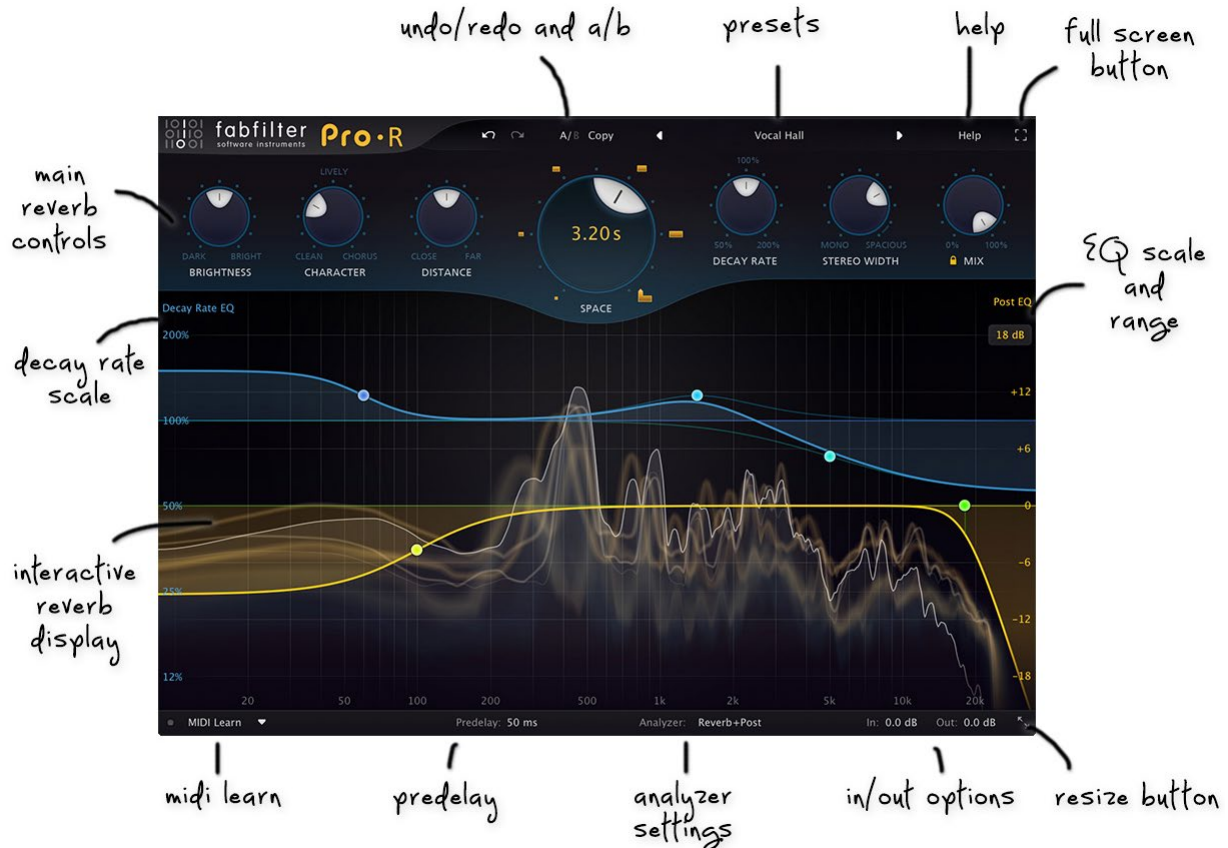 undo/redo and a/b
presets
help
full screen
button
fabfilter
software instruments
Pro·R
A/B Copy
Vocal Hall
Help
main
reverb
controls
LIVELY
100%
3.20s
DARK BRIGHT
BRIGHTNESS
CLEAN CHORUS
CHARACTER
CLOSE FAR
DISTANCE
SPACE
50% 200%
DECAY RATE
MONO SPACIOUS
STEREO WIDTH
0% 100%
MIX
EQ scale
and
range
Decay Rate EQ
Post EQ
200%
18 dB
decay rate
scale
+12
100%
+6
50%
0
interactive
reverb
display
-6
25%
-12
12%
-18
20 50 100 200 500 1k 2k 5k 10k 20k
MIDI Learn
Predelay: 50 ms
Analyzer: Reverb+Post
In: 0.0 dB Out: 0.0 dB
midi learn
predelay
analyzer
settings
in/out options
resize button